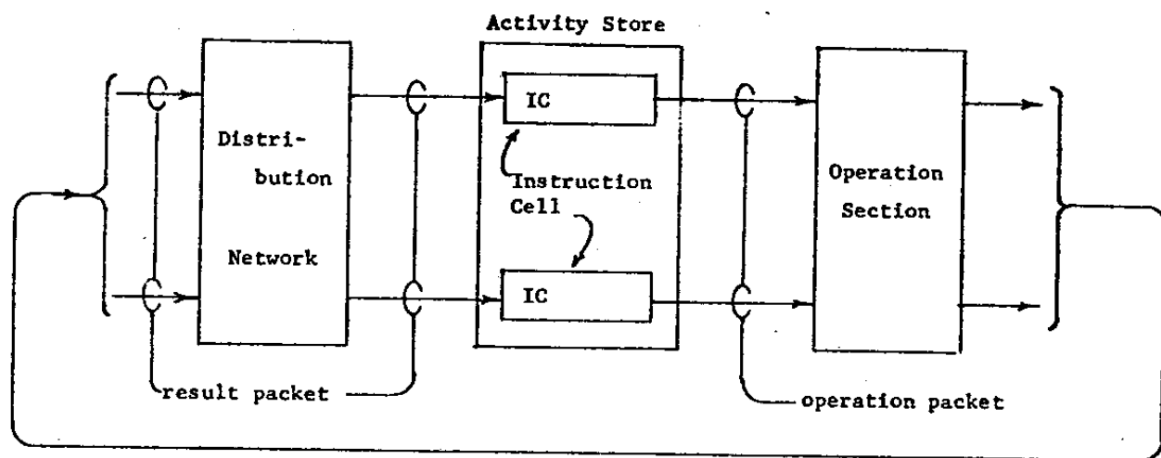 Activity Store
Distri-
bution
Network
IC
Instruction
Cell
IC
Operation
Section
result packet
operation packet